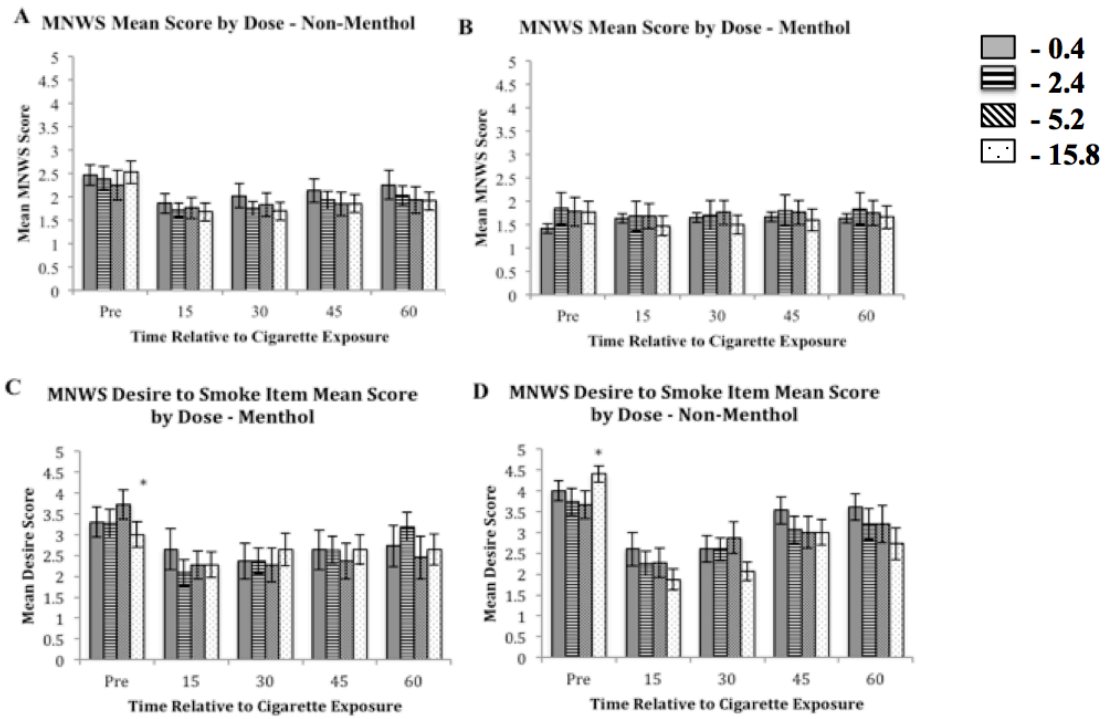 A MNWS Mean Score by Dose - Non-Menthol
Mean MNWS Score
5
4.5
4
3.5
3
2.5
2
1.5
1
0.5
0
Pre 15 30 45 60
Time Relative to Cigarette Exposure
B MNWS Mean Score by Dose - Menthol
Mean MNWS Score
5
4.5
4
3.5
3
2.5
2
1.5
1
0.5
0
Pre 15 30 45 60
Time Relative to Cigarette Exposure
- 0.4
- 2.4
- 5.2
- 15.8
C MNWS Desire to Smoke Item Mean Score
by Dose - Menthol
Mean Desire Score
5
4.5
4
3.5
3
2.5
2
1.5
1
0.5
0
*
Pre 15 30 45 60
Time Relative to Cigarette Exposure
D MNWS Desire to Smoke Item Mean Score
by Dose - Non-Menthol
Mean Desire Score
5
4.5
4
3.5
3
2.5
2
1.5
1
0.5
0
*
Pre 15 30 45 60
Time Relative to Cigarette Exposure